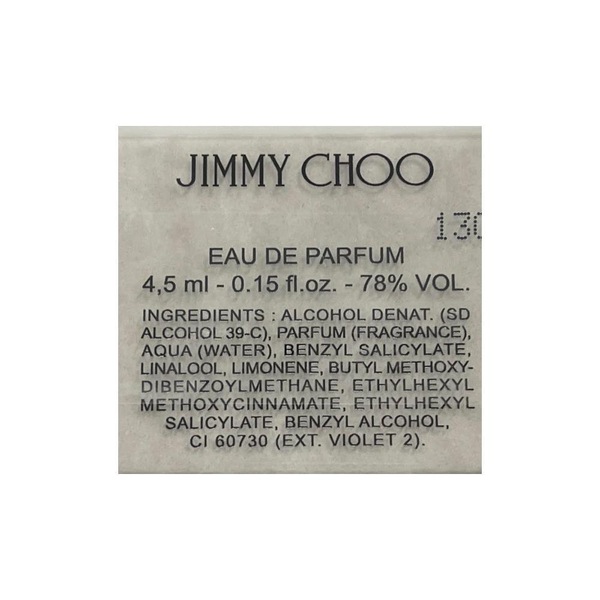 JIMMY CHOO
130
EAU DE PARFUM
4,5 ml - 0.15 fl.oz. - 78% VOL.
INGREDIENTS : ALCOHOL DENAT. (SD
ALCOHOL 39-C), PARFUM (FRAGRANCE),
AQUA (WATER), BENZYL SALICYLATE,
LINALOOL, LIMONENE, BUTYL METHOXY-
DIBENZOYLMETHANE, ETHYLHEXYL
METHOXYCINNAMATE, ETHYLHEXYL
SALICYLATE, BENZYL ALCOHOL,
CI 60730 (EXT. VIOLET 2).